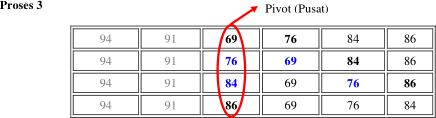 Proses 3
Pivot (Pusat)
94 91 69 76 84 86
94 91 76 69 84 86
94 91 84 69 76 86
94 91 86 69 76 84